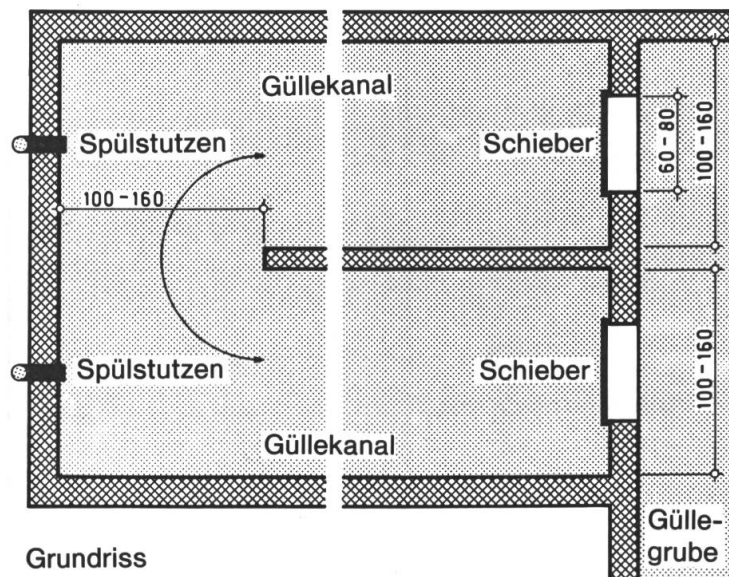 Güllekanal
Spülstutzen
Schieber
60-80
100-160
100-160
Spülstutzen
Schieber
100-160
Güllekanal
Gülle-
grube
Grundriss